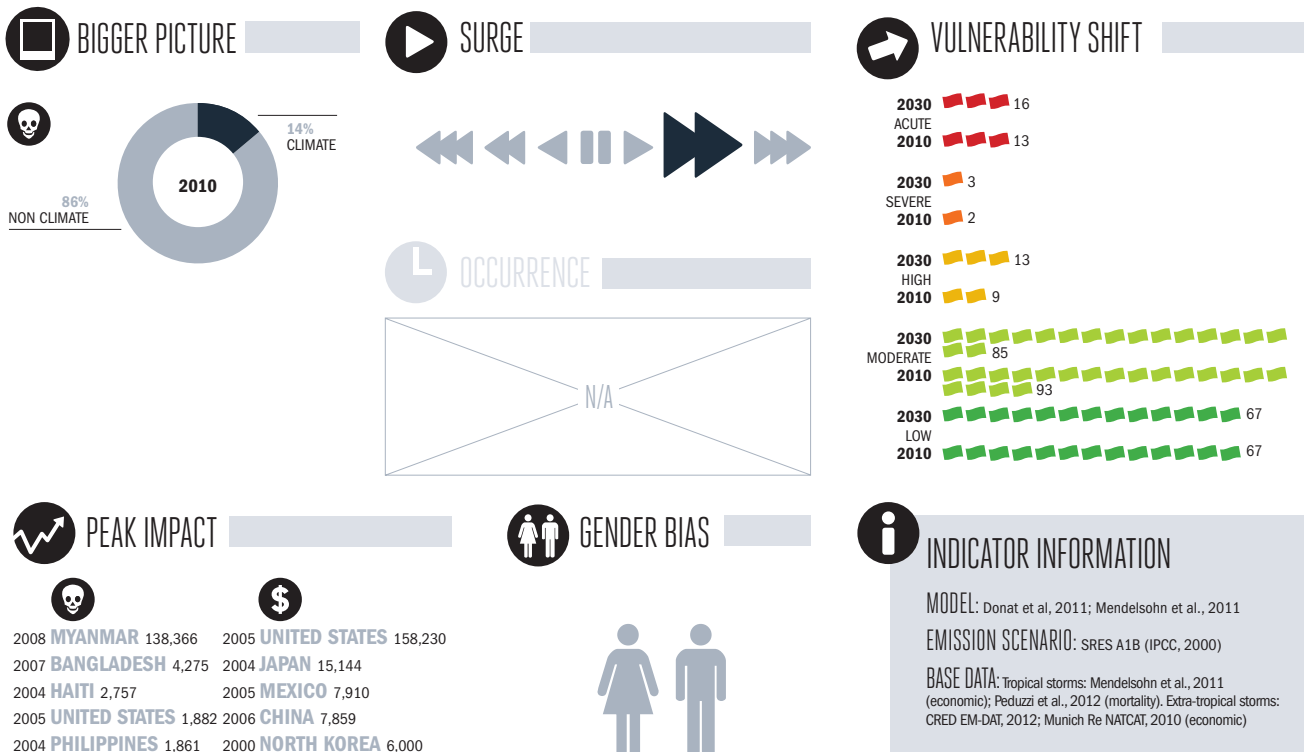 BIGGER PICTURE
14%
CLIMATE
2010
86%
NON CLIMATE
SURGE
OCCURRENCE
N/A
VULNERABILITY SHIFT
2030 16
ACUTE
2010 13
2030 3
SEVERE
2010 2
2030 13
HIGH
2010 9
2030
MODERATE 85
2010
93
2030 67
LOW
2010 67
PEAK IMPACT
$
2008 MYANMAR 138,366
2007 BANGLADESH 4,275
2004 HAITI 2,757
2005 UNITED STATES 1,882
2004 PHILIPPINES 1,861
2005 UNITED STATES 158,230
2004 JAPAN 15,144
2005 MEXICO 7,910
2006 CHINA 7,859
2000 NORTH KOREA 6,000
GENDER BIAS
INDICATOR INFORMATION
MODEL: Donat et al, 2011; Mendelsohn et al., 2011
EMISSION SCENARIO: SRES A1B (IPCC, 2000)
BASE DATA: Tropical storms: Mendelsohn et al., 2011
(economic); Peduzzi et al., 2012 (mortality). Extra-tropical storms:
CRED EM-DAT, 2012; Munich Re NATCAT, 2010 (economic)